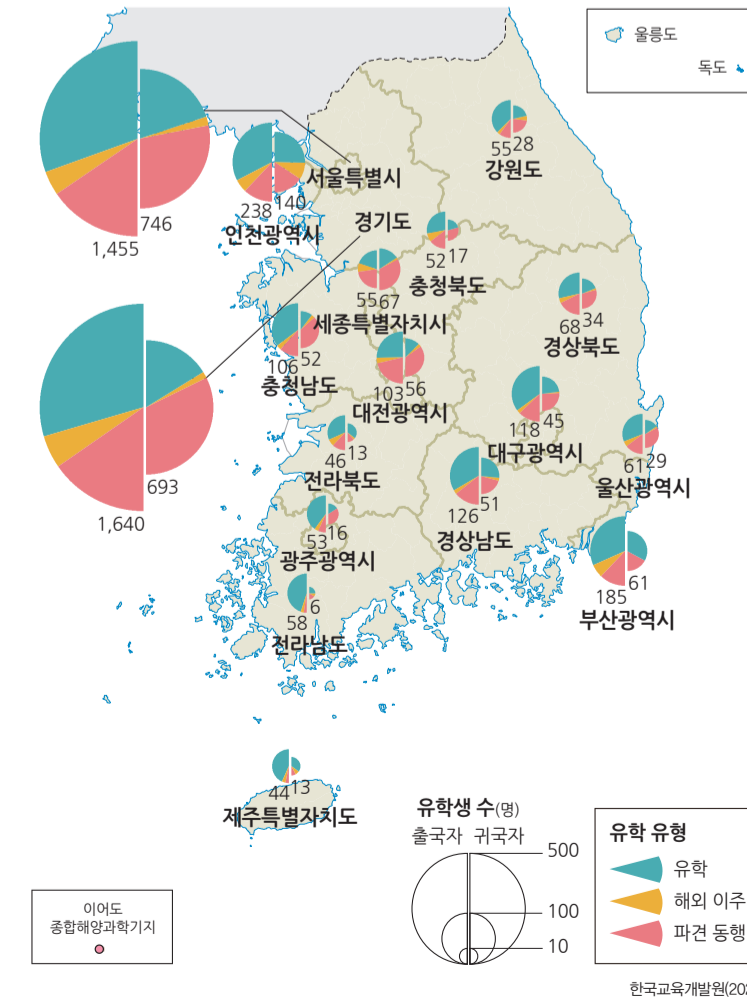 울릉도
독도
55 28
강원도
서울특별시
746
1,455
238 140
인천광역시
경기도
52 17
충청북도
55 67
세종특별자치시
68 34
경상북도
106 52
충청남도
103 56
대전광역시
118 45
대구광역시
693
1,640
46 13
전라북도
61 29
울산광역시
126 51
경상남도
53 16
광주광역시
185 61
부산광역시
58 6
전라남도
44 13
제주특별자치도
유학생 수(명)
출국자 귀국자
500
100
10
유학 유형
유학
해외 이주
파견 동행
이어도
종합해양과학기지
한국교육개발원(202